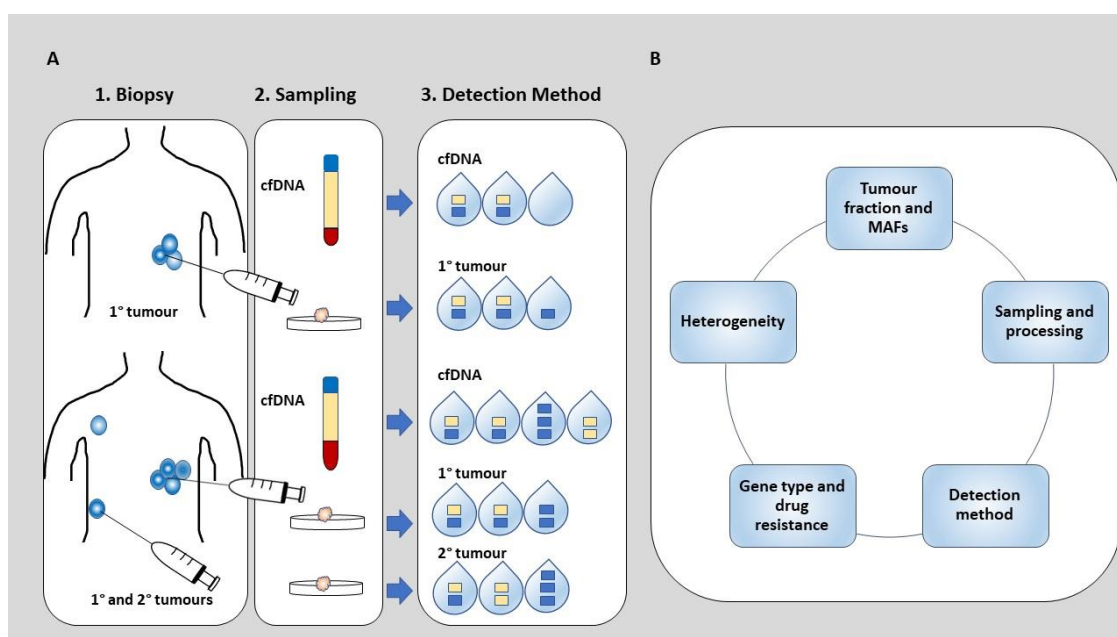 A
B
1. Biopsy
2. Sampling
3. Detection Method
cfDNA
cfDNA
1° tumour
1° tumour
cfDNA
cfDNA
1° tumour
2° tumour
1° and 2° tumours
Tumour
fraction and
MAFs
Sampling and
processing
Detection
method
Gene type and
drug
resistance
Heterogeneity